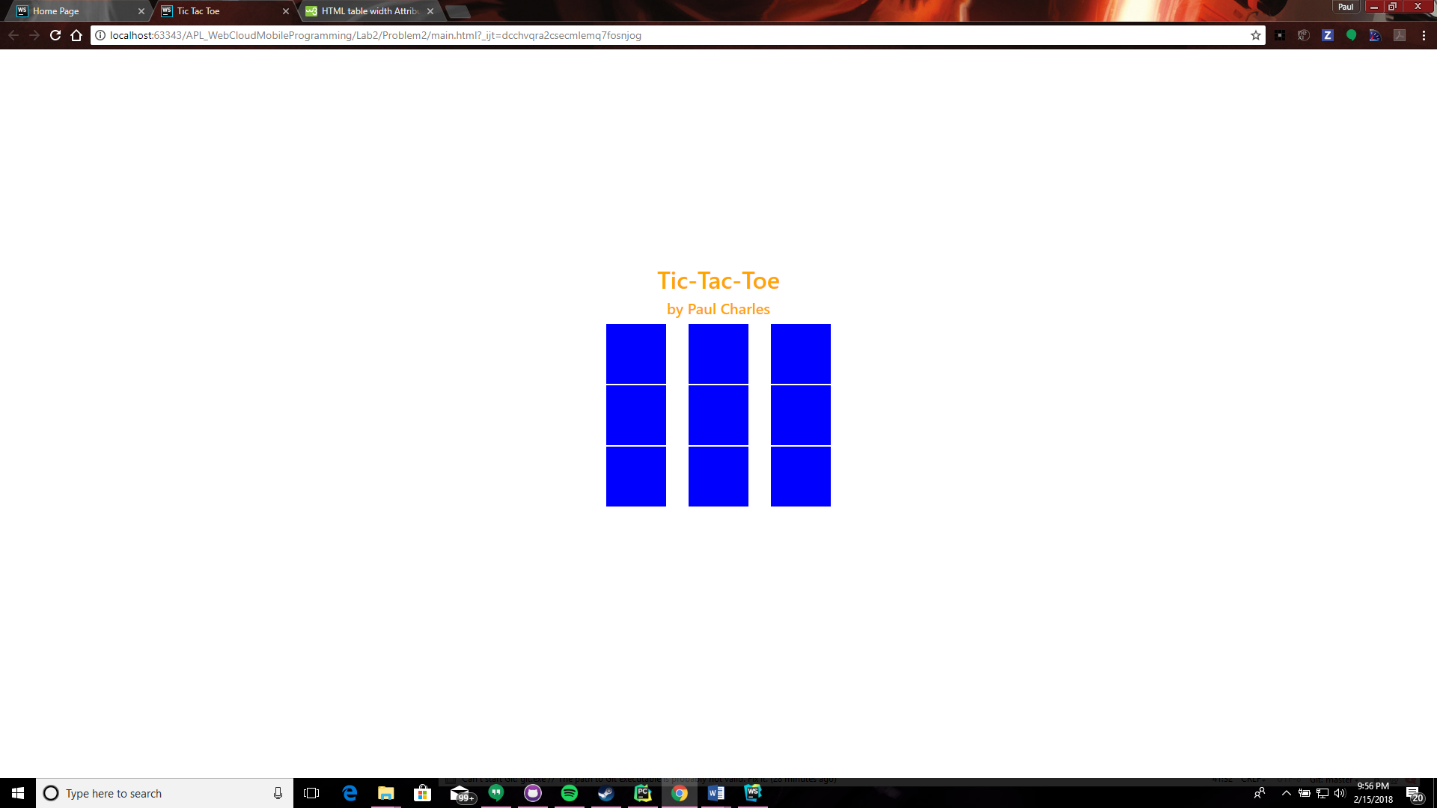 Home Page
Tic Tac Toe
HTML table width Attrib
Paul
localhost:63343/APL_WebCloudMobileProgramming/Lab2/Problem2/main.html?_ijt=dcchvqra2csecmlemq7fosnjog
Z
Tic-Tac-Toe
by Paul Charles
Type here to search
99+
9:56 PM
2/15/2018
20